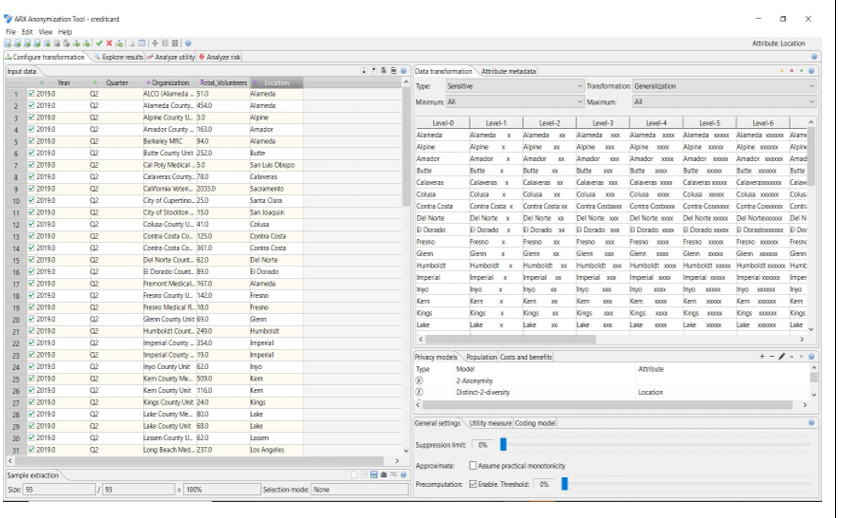 ARX Anonymization Tool - creditcard
File Edit View Help
Attribute: Location
Configure transformation Explore results Analyze utility Analyze risk
Input data
Year Quarter Organization Total_Volunteers Location
1 2019.0 Q2 ALCO (Alameda ... 51.0 Alameda
2 2019.0 Q2 Alameda County... 454.0 Alameda
3 2019.0 Q2 Alpine County U... 3.0 Alpine
4 2019.0 Q2 Amador County ... 163.0 Amador
5 2019.0 Q2 Berkeley MRC 94.0 Alameda
6 2019.0 Q2 Butte County Unit 252.0 Butte
7 2019.0 Q2 Cal Poly Medical ... 5.0 San Luis Obispo
8 2019.0 Q2 Calaveras County... 78.0 Calaveras
9 2019.0 Q2 California Veteri... 2033.0 Sacramento
10 2019.0 Q2 City of Cupertino... 25.0 Santa Clara
11 2019.0 Q2 City of Stockton ... 15.0 San Joaquin
12 2019.0 Q2 Colusa County U... 41.0 Colusa
13 2019.0 Q2 Contra Costa Co... 125.0 Contra Costa
14 2019.0 Q2 Contra Costa Co... 361.0 Contra Costa
15 2019.0 Q2 Del Norte Count... 62.0 Del Norte
16 2019.0 Q2 El Dorado Count... 89.0 El Dorado
17 2019.0 Q2 Fremont Medical... 167.0 Alameda
18 2019.0 Q2 Fresno County U... 142.0 Fresno
19 2019.0 Q2 Fresno Medical R... 18.0 Fresno
20 2019.0 Q2 Glenn County Unit 69.0 Glenn
21 2019.0 Q2 Humboldt Count... 249.0 Humboldt
22 2019.0 Q2 Imperial County ... 354.0 Imperial
23 2019.0 Q2 Imperial County ... 19.0 Imperial
24 2019.0 Q2 Inyo County Unit 62.0 Inyo
25 2019.0 Q2 Kern County Me... 509.0 Kern
26 2019.0 Q2 Kern County Unit 116.0 Kern
27 2019.0 Q2 Kings County Unit 24.0 Kings
28 2019.0 Q2 Lake County Me... 80.0 Lake
29 2019.0 Q2 Lake County Unit 68.0 Lake
30 2019.0 Q2 Lassen County U... 62.0 Lassen
31 2019.0 Q2 Long Beach Med... 237.0 Los Angeles
Sample extraction
Size: 93 / 93 = 100% Selection mode: None
Data transformation Attribute metadata
Type: Sensitive Transformation: Generalization
Minimum: All Maximum: All
Level-0 Level-1 Level-2 Level-3 Level-4 Level-5 Level-6
Alameda Alameda x Alameda xx Alameda xxx Alameda xxxx Alameda xxxxx Alameda xxxxxx Alam
Alpine Alpine x Alpine xx Alpine xxx Alpine xxxx Alpine xxxxx Alpine xxxxxx Alpin
Amador Amador x Amador xx Amador xxx Amador xxxx Amador xxxxx Amador xxxxxx Amad
Butte Butte x Butte xx Butte xxx Butte xxxx Butte xxxxx Butte xxxxxx Butte
Calaveras Calaveras x Calaveras xx Calaveras xxx Calaveras xxxx Calaveras xxxxx Calaverasxxxxxx Calav
Colusa Colusa x Colusa xx Colusa xxx Colusa xxxx Colusa xxxxx Colusa xxxxxx Colus
Contra Costa Contra Costa x Contra Costa xx Contra Costaxxx Contra Costxxxx Contra Cosxxxxx Contra Coxxxxxx Contr
Del Norte Del Norte x Del Norte xx Del Norte xxx Del Norte xxxx Del Norte xxxxx Del Nortexxxxxx Del N
El Dorado El Dorado x El Dorado xx El Dorado xxx El Dorado xxxx El Dorado xxxxx El Doradoxxxxxx El Do
Fresno Fresno x Fresno xx Fresno xxx Fresno xxxx Fresno xxxxx Fresno xxxxxx Fresn
Glenn Glenn x Glenn xx Glenn xxx Glenn xxxx Glenn xxxxx Glenn xxxxxx Glenn
Humboldt Humboldt x Humboldt xx Humboldt xxx Humboldt xxxx Humboldt xxxxx Humboldt xxxxxx Humb
Imperial Imperial x Imperial xx Imperial xxx Imperial xxxx Imperial xxxxx Imperial xxxxxx Imper
Inyo Inyo x Inyo xx Inyo xxx Inyo xxxx Inyo xxxxx Inyo xxxxxx Inyo
Kern Kern x Kern xx Kern xxx Kern xxxx Kern xxxxx Kern xxxxxx Kern
Kings Kings x Kings xx Kings xxx Kings xxxx Kings xxxxx Kings xxxxxx Kings
Lake Lake x Lake xx Lake xxx Lake xxxx Lake xxxxx Lake xxxxxx Lake
Privacy models Population Costs and benefits
Type Model Attribute
2-Anonymity
Distinct-2-diversity Location
General settings Utility measure Coding model
Suppression limit: 0%
Approximate: Assume practical monotonicity
Precomputation: Enable. Threshold: 0%